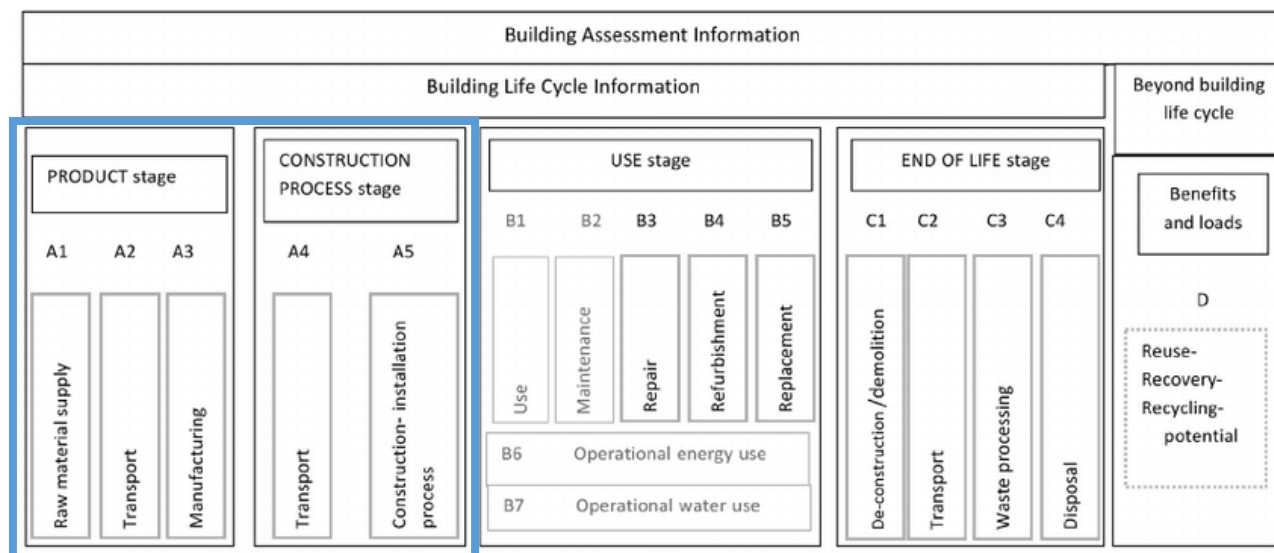 Building Assessment Information
Building Life Cycle Information
Beyond building
life cycle
PRODUCT stage
A1 A2 A3
Raw material supply
Transport
Manufacturing
CONSTRUCTION
PROCESS stage
A4 A5
Transport
Construction- installation
process
USE stage
B1 B2 B3 B4 B5
Use
Maintenance
Repair
Refurbishment
Replacement
B6 Operational energy use
B7 Operational water use
END OF LIFE stage
C1 C2 C3 C4
De-construction /demolition
Transport
Waste processing
Disposal
Benefits
and loads
D
Reuse-
Recovery-
Recycling-
potential